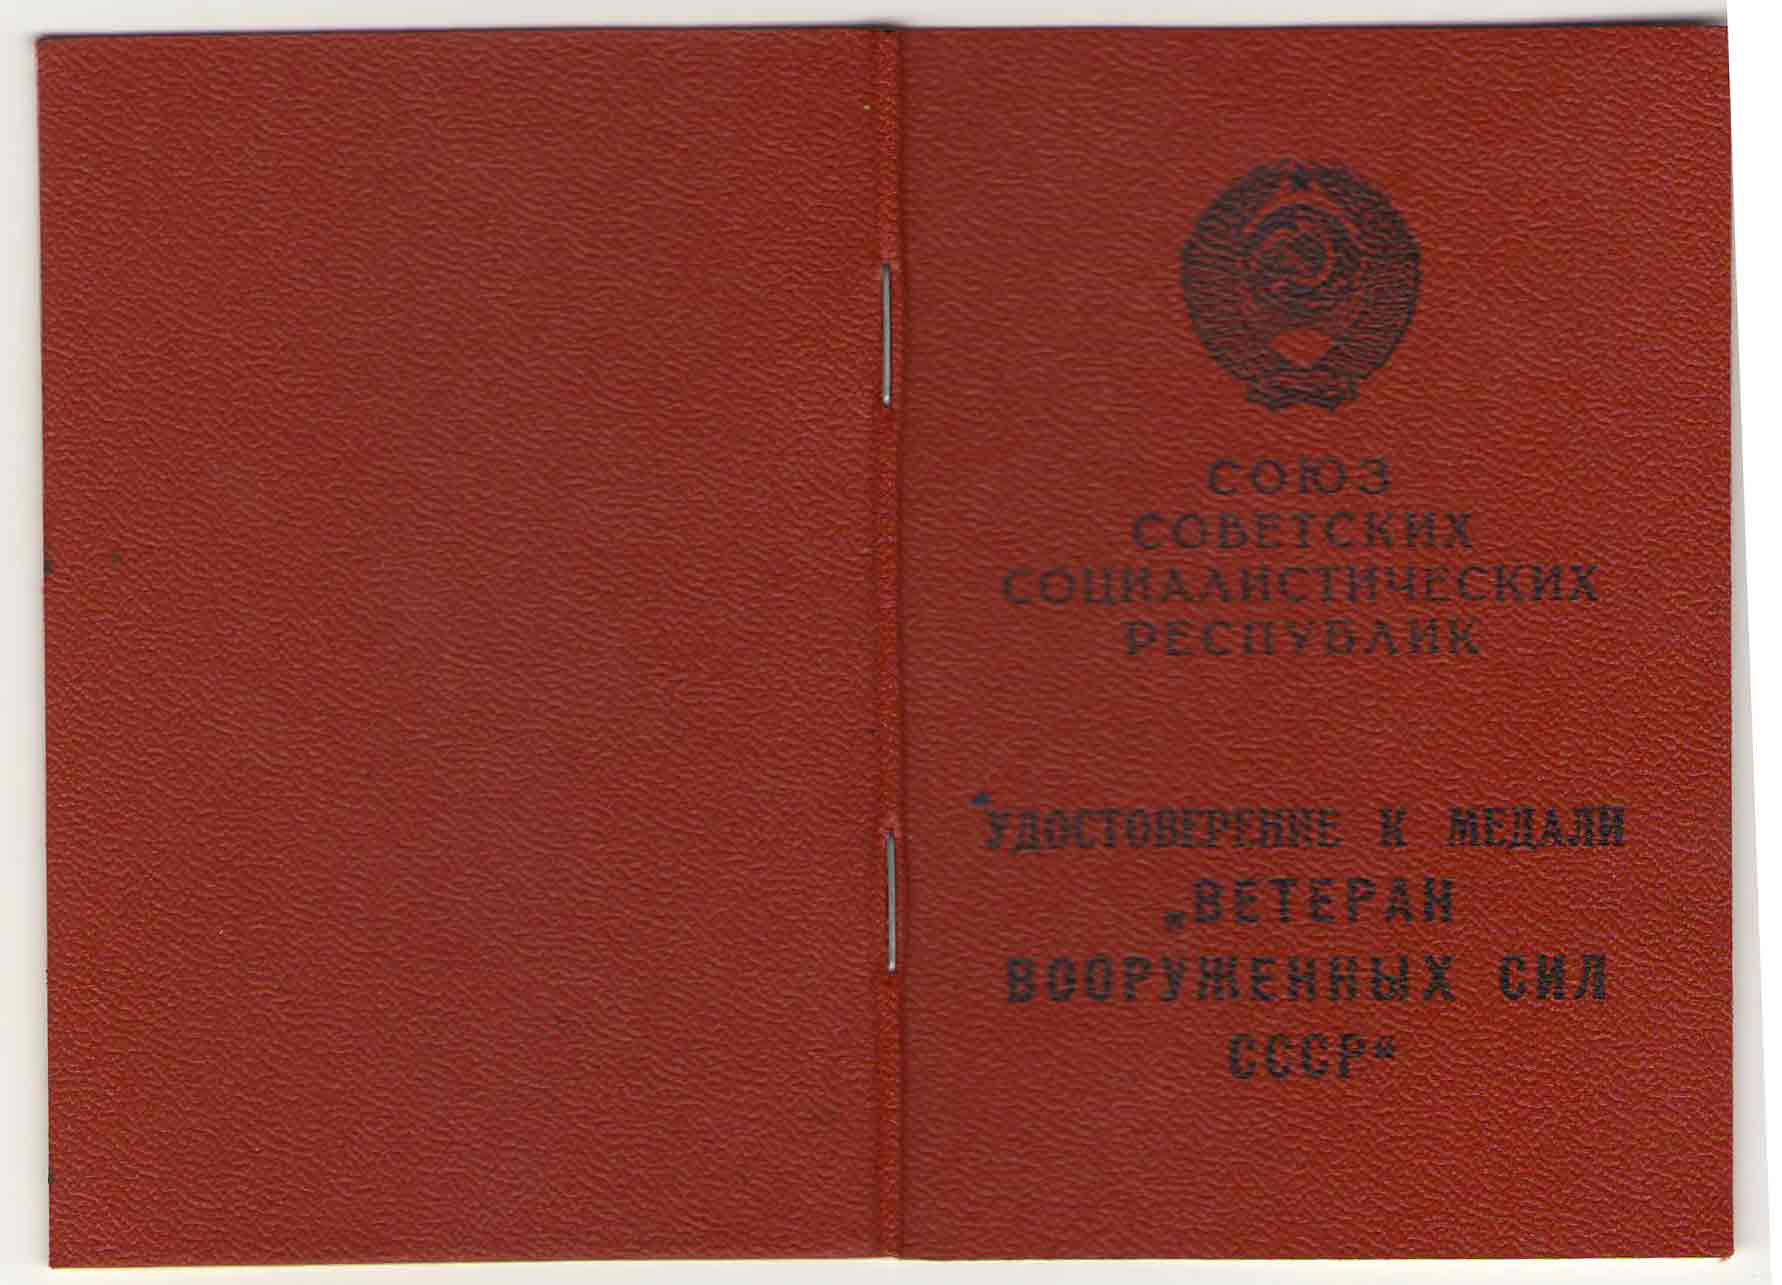 СОЮЗ
СОВЕТСКИХ
СОЦИАЛИСТИЧЕСКИХ
РЕСПУБЛИК
УДОСТОВЕРЕНИЕ К МЕДАЛИ
„ВЕТЕРАН
ВООРУЖЕННЫХ СИЛ
СССР“